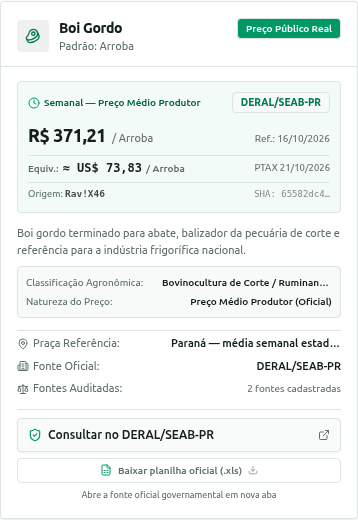 Boi Gordo
Padrão: Arroba
Preço Público Real
Semanal — Preço Médio Produtor
DERAL/SEAB-PR
R$ 371,21 / Arroba
Ref.: 16/10/2026
Equiv.: ≈ US$ 73,83 / Arroba
PTAX 21/10/2026
Origem: Rav!X46
SHA: 65582dc4…
Boi gordo terminado para abate, balizador da pecuária de corte e
referência para a indústria frigorífica nacional.
Classificação Agronômica: Bovinocultura de Corte / Ruminan…
Natureza do Preço: Preço Médio Produtor (Oficial)
Praça Referência: Paraná — média semanal estad…
Fonte Oficial: DERAL/SEAB-PR
Fontes Auditadas: 2 fontes cadastradas
Consultar no DERAL/SEAB-PR
Baixar planilha oficial (.xls)
Abre a fonte oficial governamental em nova aba